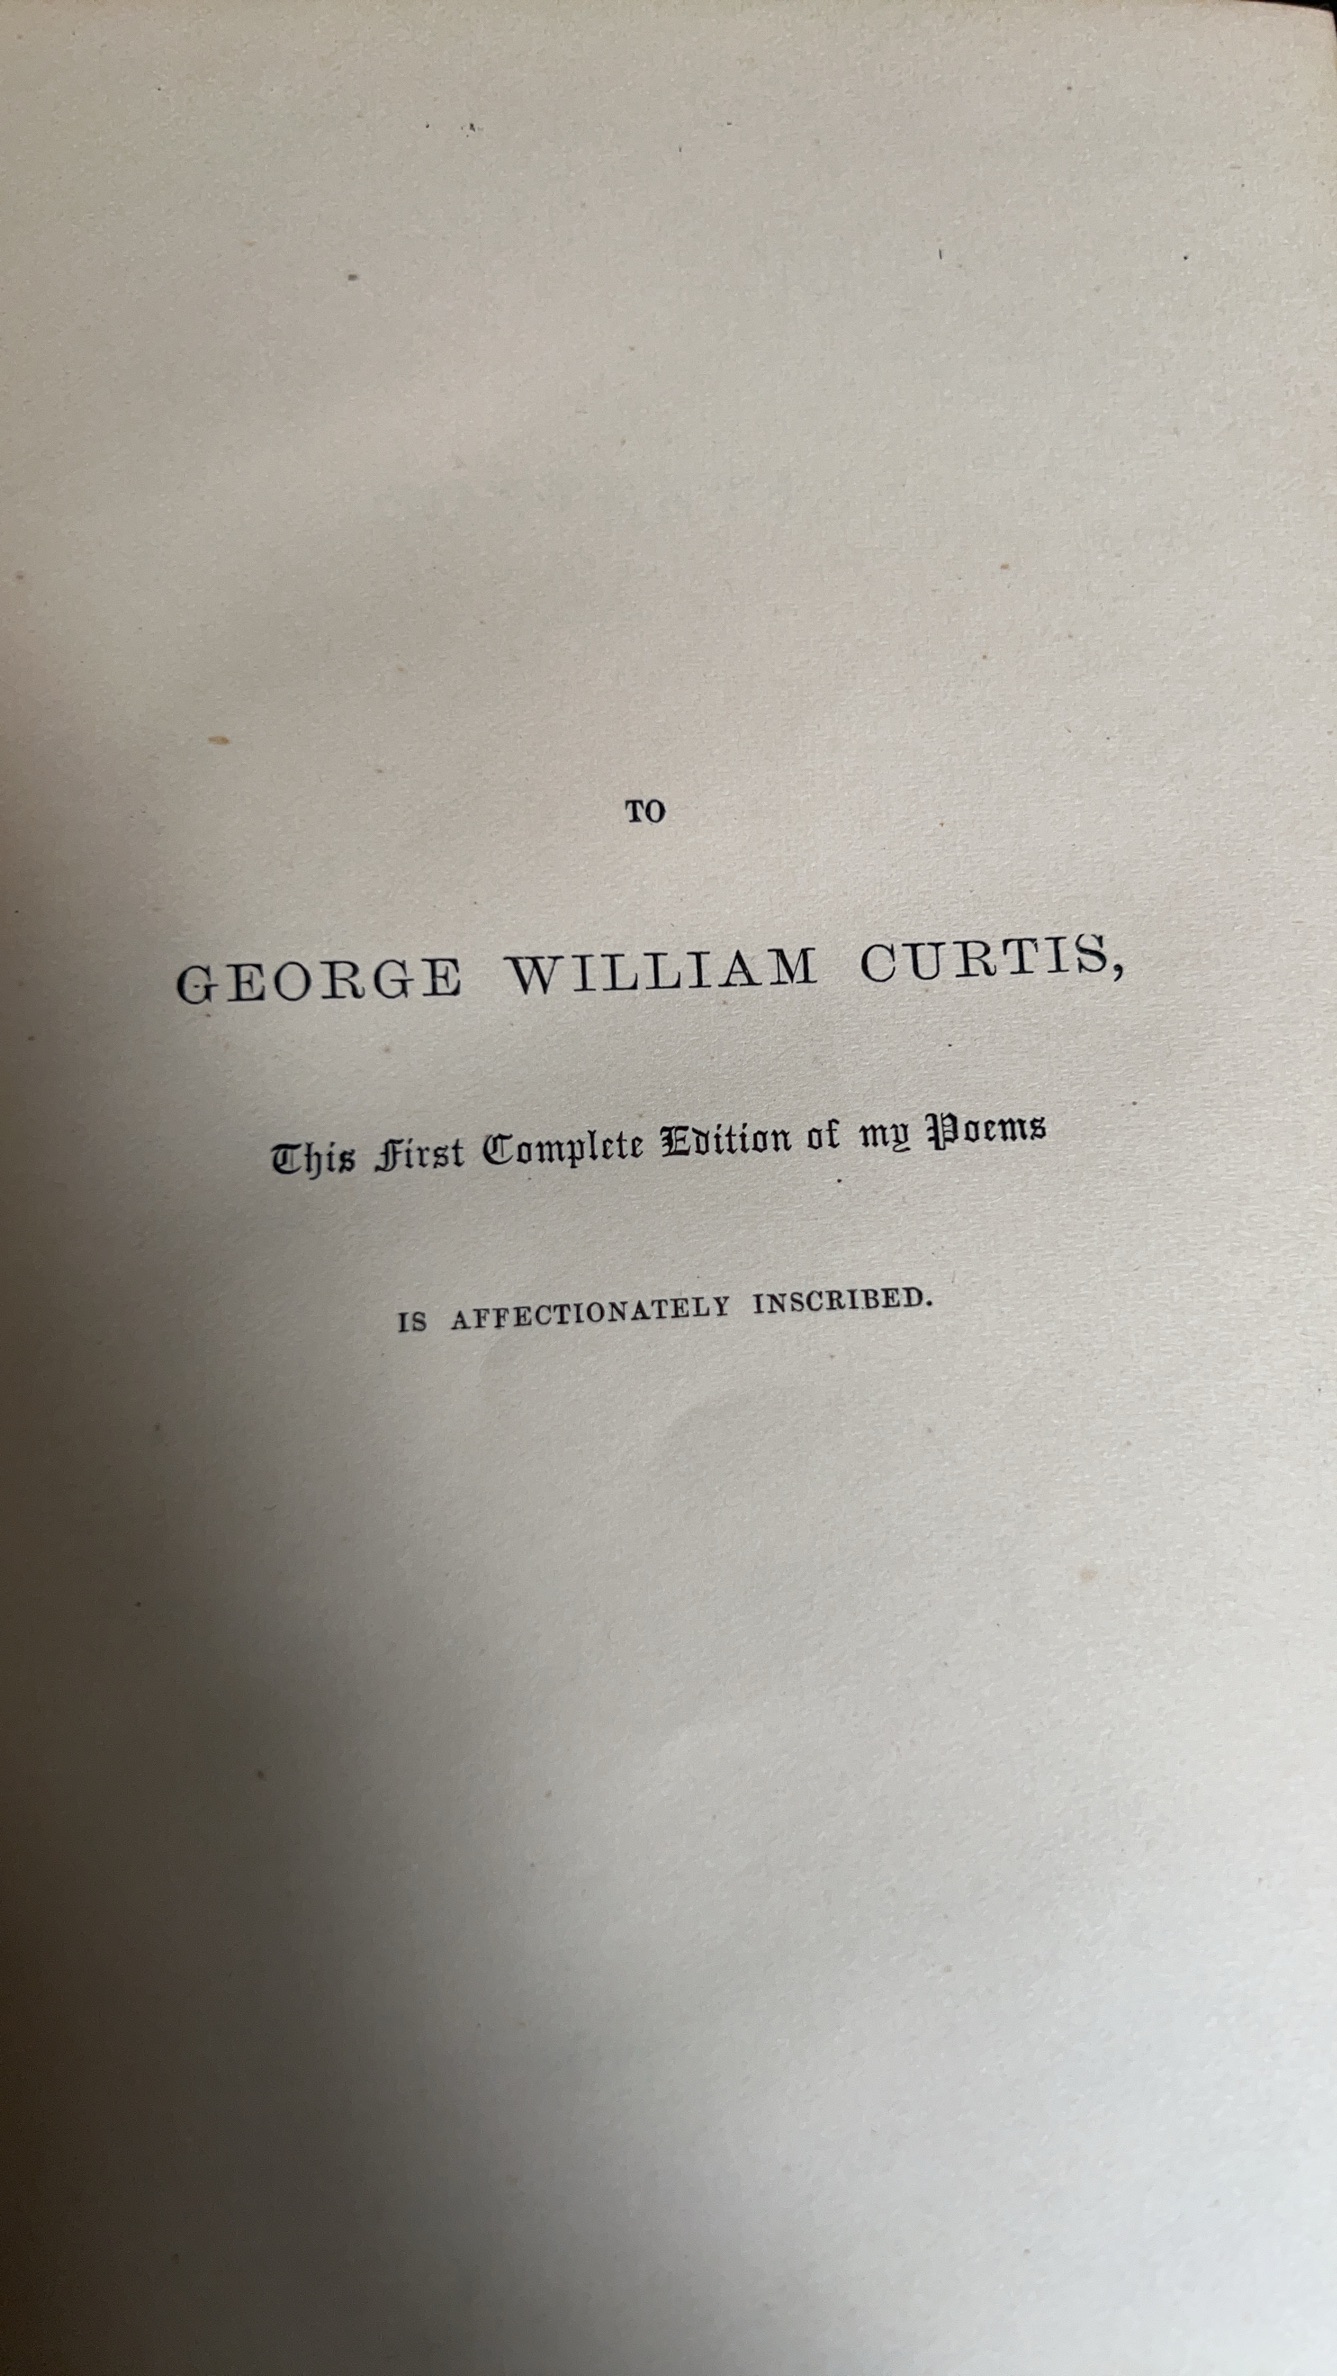 TO
GEORGE WILLIAM CURTIS,
This First Complete Edition of my Poems
IS AFFECTIONATELY INSCRIBED.